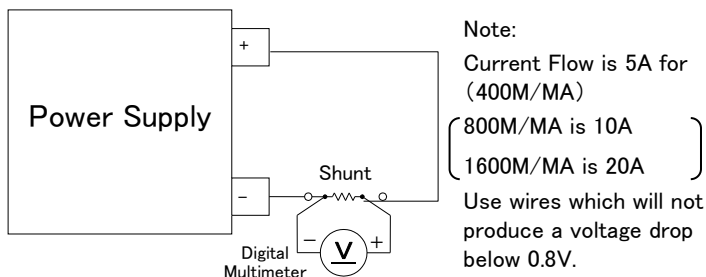 Power Supply
+
−
Shunt
− V +
Digital
Multimeter
Note:
Current Flow is 5A for
(400M/MA)
800M/MA is 10A
1600M/MA is 20A
Use wires which will not
produce a voltage drop
below 0.8V.